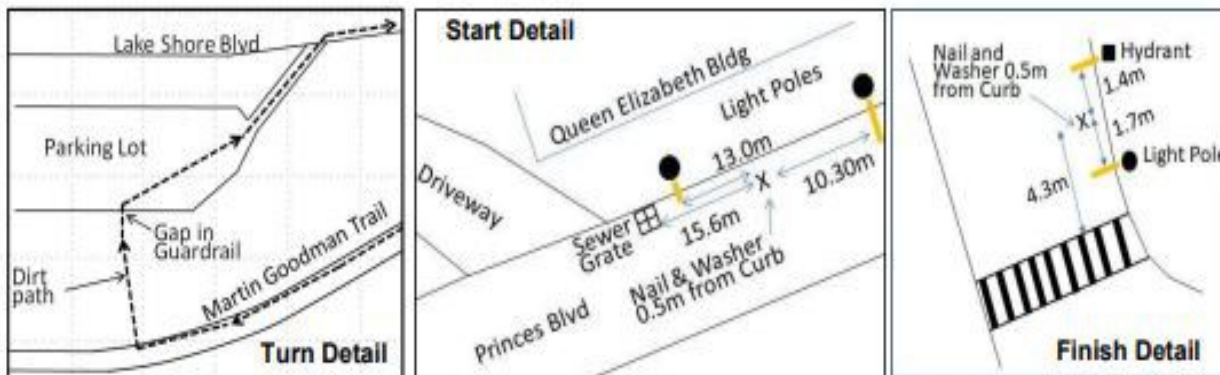 Lake Shore Blvd
Parking Lot
Gap in
Guardrail
Dirt
path
Martin Goodman Trail
Turn Detail
Start Detail
Queen Elizabeth Bldg
Light Poles
Driveway
13.0m
X
10.30m
Sewer
Grate
15.6m
Nail & Washer
0.5m from Curb
Princes Blvd
Nail and
Washer 0.5m
from Curb
Hydrant
1.4m
X
1.7m
Light Pole
4.3m
Finish Detail